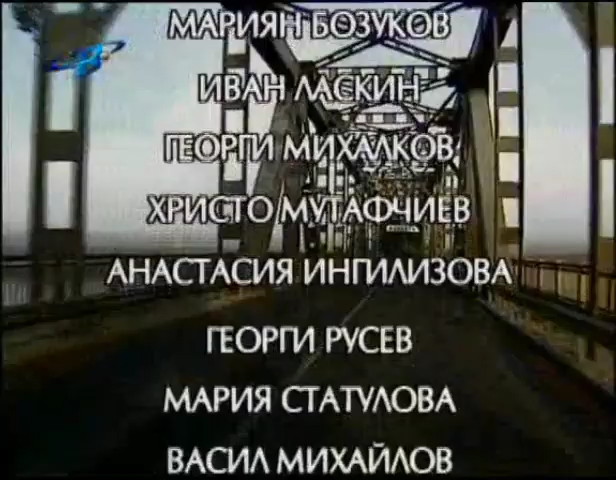 МАРИЯН БОЗУКОВ
ИВАН ЛАСКИН
ГЕОРГИ МИХАЛКОВ
ХРИСТО МУТАФЧИЕВ
АНАСТАСИЯ ИНГИЛИЗОВА
ГЕОРГИ РУСЕВ
МАРИЯ СТАТУЛОВА
ВАСИЛ МИХАЙЛОВ